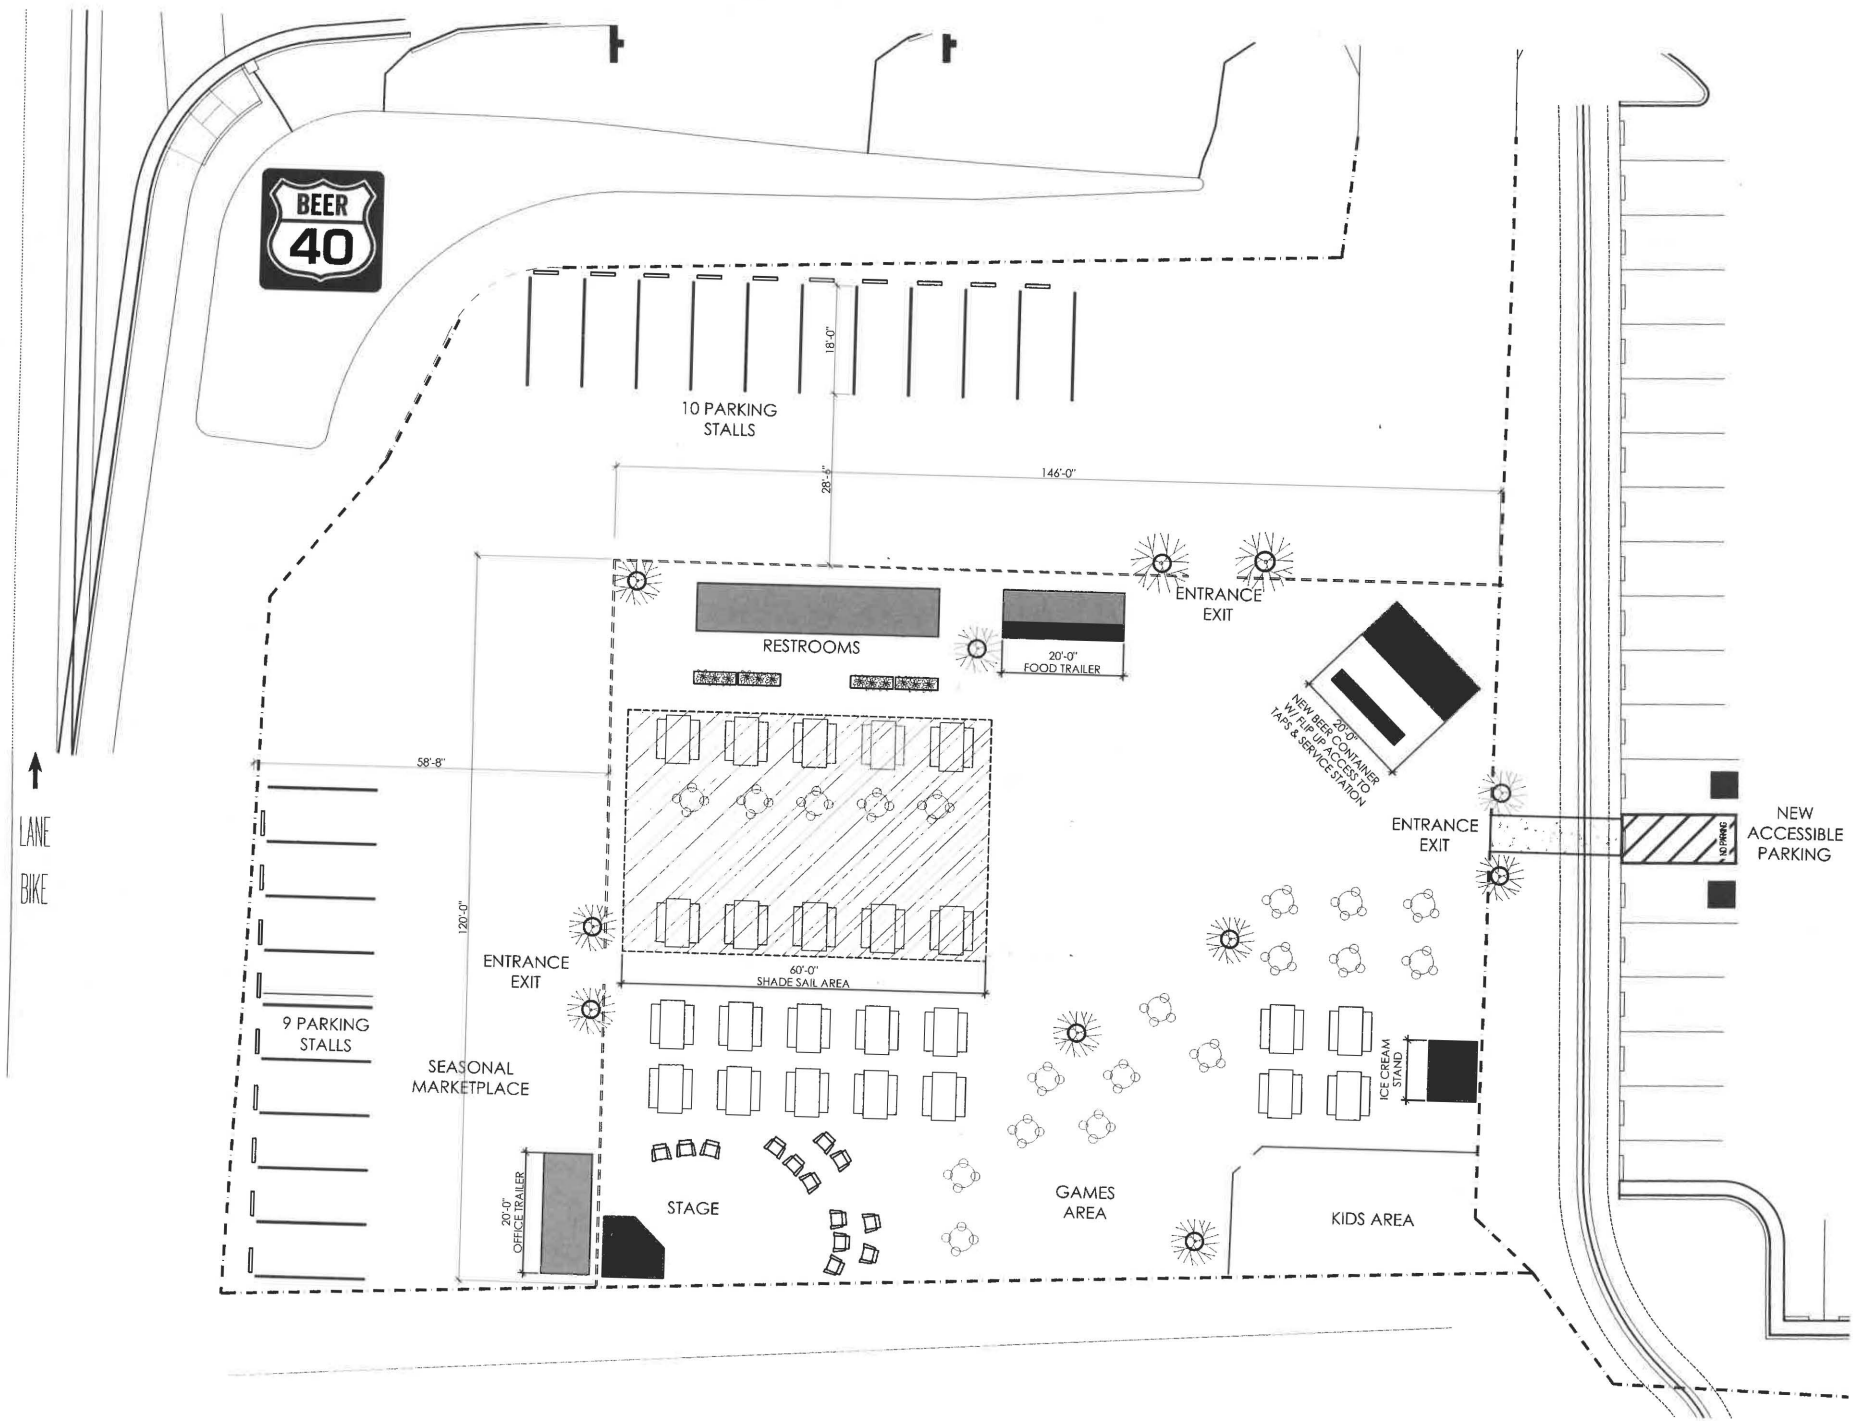 BEER
40
18'-0"
10 PARKING
STALLS
146'-0"
28'-6"
ENTRANCE
EXIT
RESTROOMS
20'-0"
FOOD TRAILER
20'-0"
NEW BEER CONTAINER
W/ FLIP UP ACCESS TO
TAPS & SERVICE STATION
58'-8"
LANE
BIKE
ENTRANCE
EXIT
NO PARKING
NEW
ACCESSIBLE
PARKING
120'-0"
ENTRANCE
EXIT
60'-0"
SHADE SAIL AREA
9 PARKING
STALLS
SEASONAL
MARKETPLACE
ICE CREAM
STAND
20'-0"
OFFICE TRAILER
STAGE
GAMES
AREA
KIDS AREA